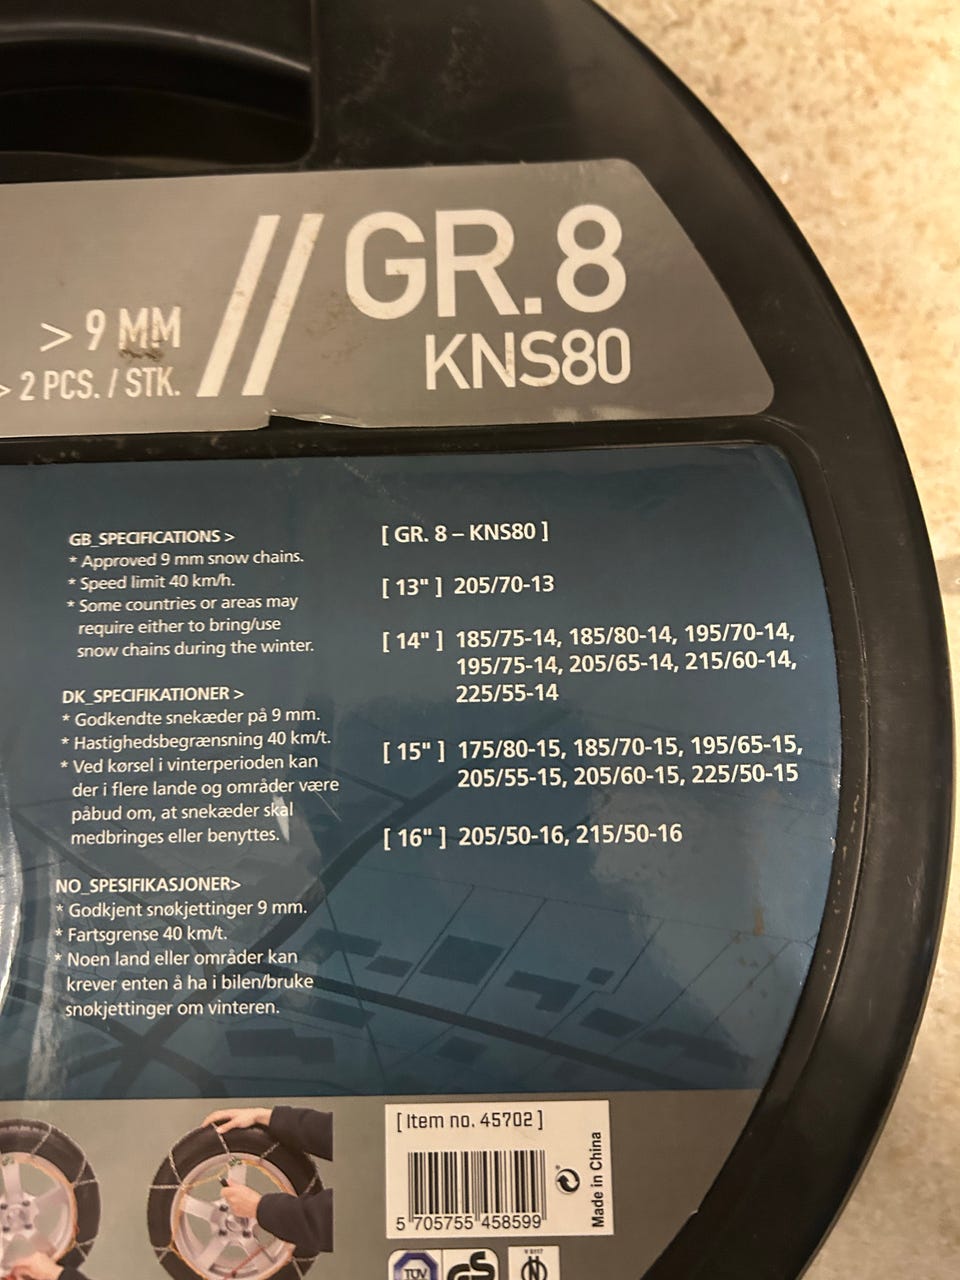 > 9 MM
> 2 PCS. / STK.
GR.8
KNS80
GB_SPECIFICATIONS >
* Approved 9 mm snow chains.
* Speed limit 40 km/h.
* Some countries or areas may
require either to bring/use
snow chains during the winter.
DK_SPECIFIKATIONER >
* Godkendte snekæder på 9 mm.
* Hastighedsbegrænsning 40 km/t.
* Ved kørsel i vinterperioden kan
der i flere lande og områder være
påbud om, at snekæder skal
medbringes eller benyttes.
NO_SPESIFIKASJONER>
* Godkjent snøkjettinger 9 mm.
* Fartsgrense 40 km/t.
* Noen land eller områder kan
krever enten å ha i bilen/bruke
snøkjettinger om vinteren.
[ GR. 8 – KNS80 ]
[ 13" ] 205/70-13
[ 14" ] 185/75-14, 185/80-14, 195/70-14,
195/75-14, 205/65-14, 215/60-14,
225/55-14
[ 15" ] 175/80-15, 185/70-15, 195/65-15,
205/55-15, 205/60-15, 225/50-15
[ 16" ] 205/50-16, 215/50-16
[ Item no. 45702 ]
5 705755 458599
Made in China
TÜV
GS
V 5117
N